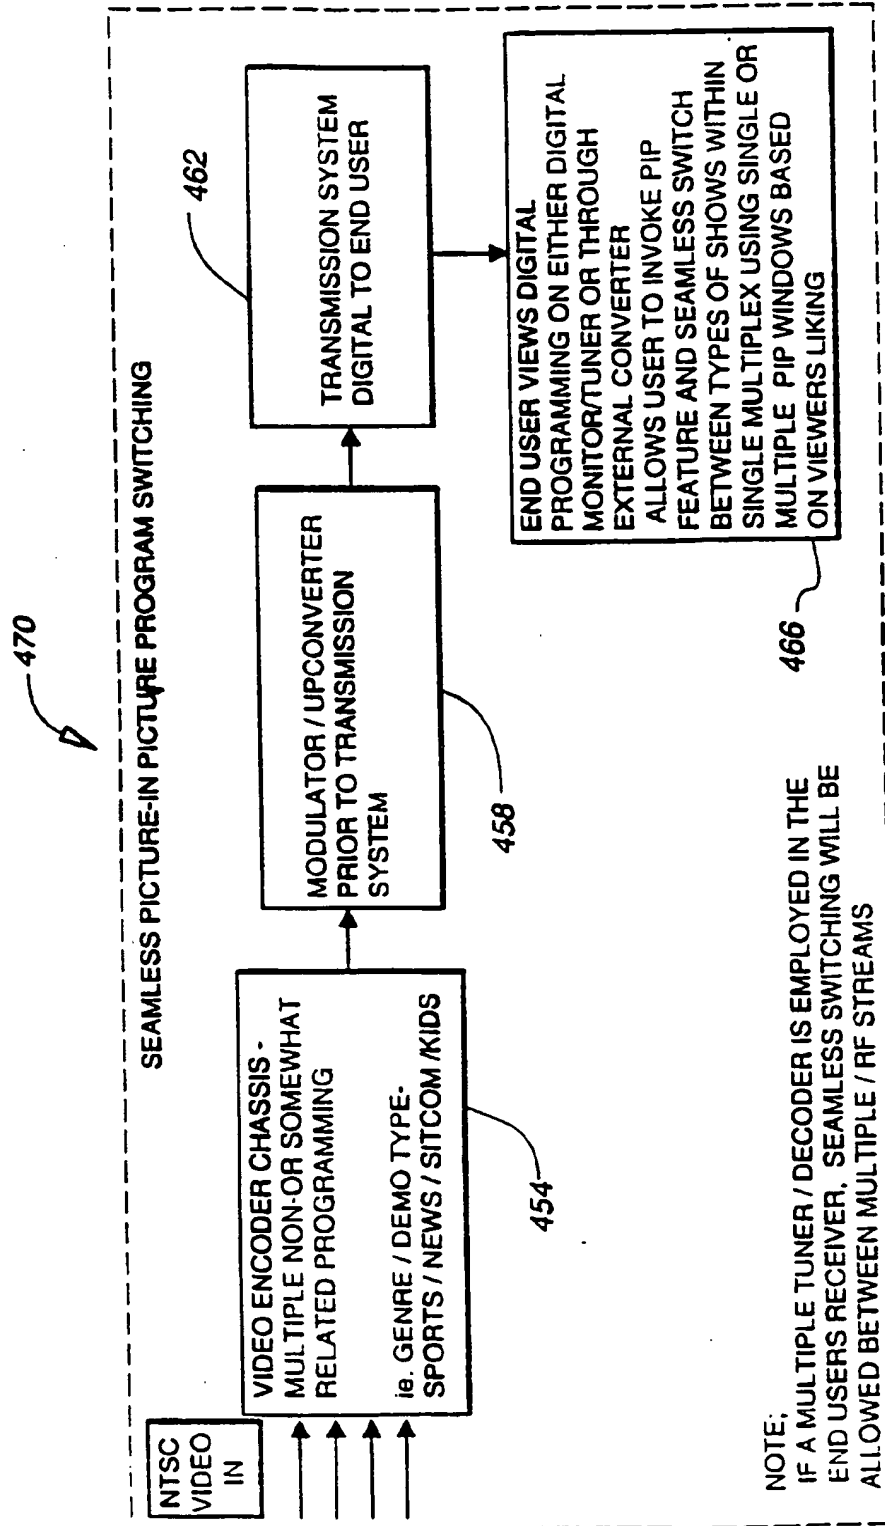 470
SEAMLESS PICTURE-IN PICTURE PROGRAM SWITCHING
NTSC
VIDEO
IN
VIDEO ENCODER CHASSIS -
MULTIPLE NON-OR SOMEWHAT
RELATED PROGRAMMING
ie. GENRE / DEMO TYPE-
SPORTS / NEWS / SITCOM /KIDS
454
MODULATOR / UPCONVERTER
PRIOR TO TRANSMISSION
SYSTEM
458
TRANSMISSION SYSTEM
DIGITAL TO END USER
462
END USER VIEWS DIGITAL
PROGRAMMING ON EITHER DIGITAL
MONITOR/TUNER OR THROUGH
EXTERNAL CONVERTER
ALLOWS USER TO INVOKE PIP
FEATURE AND SEAMLESS SWITCH
BETWEEN TYPES OF SHOWS WITHIN
SINGLE MULTIPLEX USING SINGLE OR
MULTIPLE PIP WINDOWS BASED
ON VIEWERS LIKING
466
NOTE;
IF A MULTIPLE TUNER / DECODER IS EMPLOYED IN THE
END USERS RECEIVER, SEAMLESS SWITCHING WILL BE
ALLOWED BETWEEN MULTIPLE / RF STREAMS